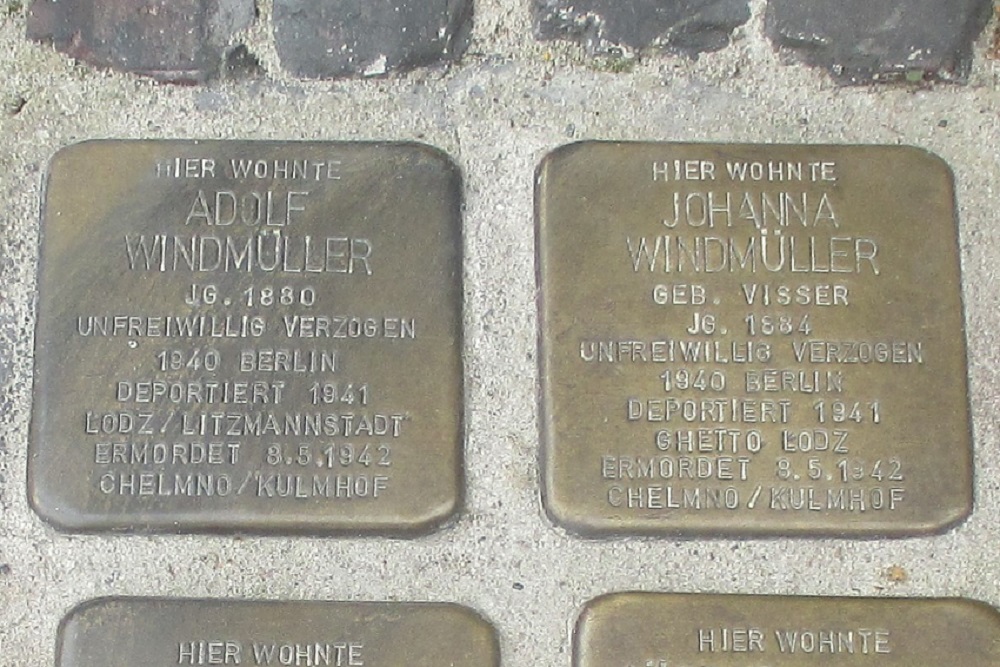 HIER WOHNTE
ADOLF
WINDMÜLLER
JG. 1880
UNFREIWILLIG VERZOGEN
1940 BERLIN
DEPORTIERT 1941
LODZ/LITZMANNSTADT
ERMORDET 8.5.1942
CHELMNO/KULMHOF
HIER WOHNTE
JOHANNA
WINDMÜLLER
GEB. VISSER
JG. 1884
UNFREIWILLIG VERZOGEN
1940 BERLIN
DEPORTIERT 1941
GHETTO LODZ
ERMORDET 8.5.1942
CHELMNO/KULMHOF
HIER WOHNTE
HIER WOHNTE